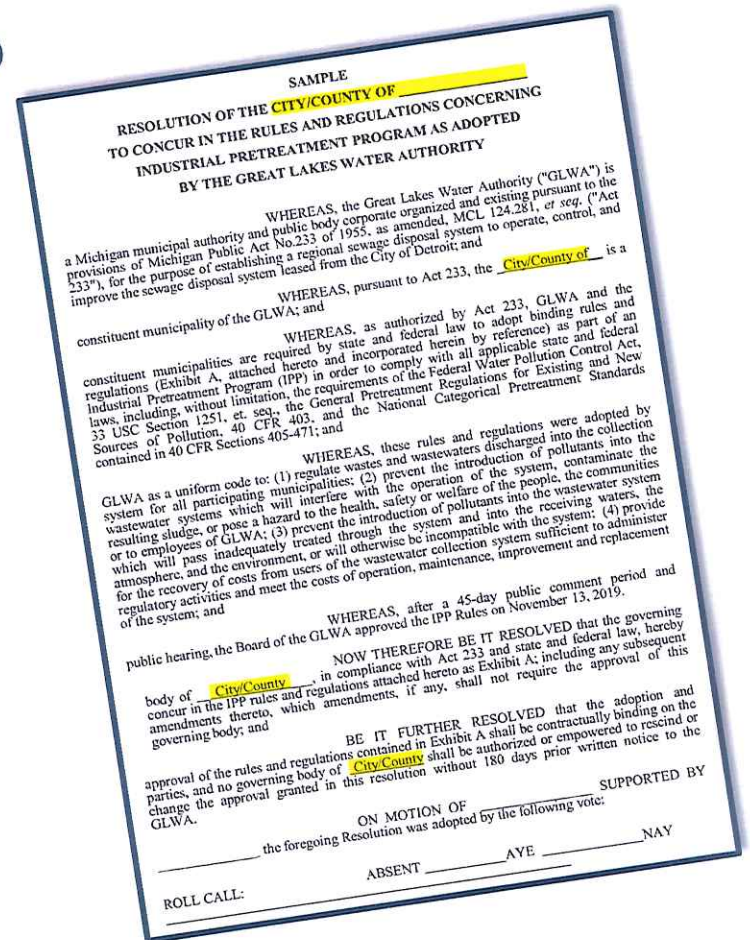 SAMPLE
RESOLUTION OF THE CITY/COUNTY OF ____________
TO CONCUR IN THE RULES AND REGULATIONS CONCERNING
INDUSTRIAL PRETREATMENT PROGRAM AS ADOPTED
BY THE GREAT LAKES WATER AUTHORITY
WHEREAS, the Great Lakes Water Authority ("GLWA") is
a Michigan municipal authority and public body corporate organized and existing pursuant to the
provisions of Michigan Public Act No.233 of 1955, as amended, MCL 124.281, et seq. ("Act
233"), for the purpose of establishing a regional sewage disposal system to operate, control, and
improve the sewage disposal system leased from the City of Detroit; and
WHEREAS, pursuant to Act 233, the _City/County of_ is a
constituent municipality of the GLWA; and
WHEREAS, as authorized by Act 233, GLWA and the
constituent municipalities are required by state and federal law to adopt binding rules and
regulations (Exhibit A, attached hereto and incorporated herein by reference) as part of an
Industrial Pretreatment Program (IPP) in order to comply with all applicable state and federal
laws, including, without limitation, the requirements of the Federal Water Pollution Control Act,
33 USC Section 1251, et. seq., the General Pretreatment Regulations for Existing and New
Sources of Pollution, 40 CFR 403, and the National Categorical Pretreatment Standards
contained in 40 CFR Sections 405-471; and
WHEREAS, these rules and regulations were adopted by
GLWA as a uniform code to: (1) regulate wastes and wastewaters discharged into the collection
system for all participating municipalities; (2) prevent the introduction of pollutants into the
wastewater systems which will interfere with the operation of the system, contaminate the
resulting sludge, or pose a hazard to the health, safety or welfare of the people, the communities
or to employees of GLWA; (3) prevent the introduction of pollutants into the wastewater system
which will pass inadequately treated through the system and into the receiving waters, the
atmosphere, and the environment, or will otherwise be incompatible with the system; (4) provide
for the recovery of costs from users of the wastewater collection system sufficient to administer
regulatory activities and meet the costs of operation, maintenance, improvement and replacement
of the system; and
WHEREAS, after a 45-day public comment period and
public hearing, the Board of the GLWA approved the IPP Rules on November 13, 2019.
NOW THEREFORE BE IT RESOLVED that the governing
body of __City/County____, in compliance with Act 233 and state and federal law, hereby
concur in the IPP rules and regulations attached hereto as Exhibit A; including any subsequent
amendments thereto, which amendments, if any, shall not require the approval of this
governing body; and
BE IT FURTHER RESOLVED that the adoption and
approval of the rules and regulations contained in Exhibit A shall be contractually binding on the
parties, and no governing body of _City/County shall be authorized or empowered to rescind or
change the approval granted in this resolution without 180 days prior written notice to the
GLWA.
ON MOTION OF ____________ SUPPORTED BY
____________ the foregoing Resolution was adopted by the following vote:
ABSENT ________AYE ________NAY
ROLL CALL: